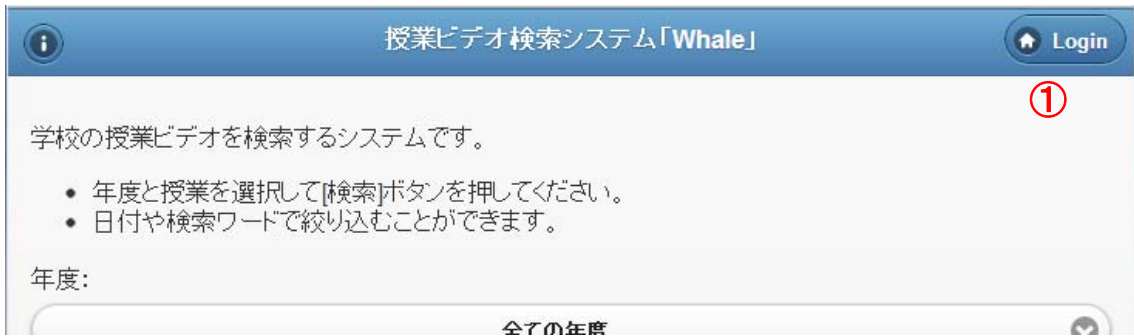 授業ビデオ検索システム「Whale」
Login
①
学校の授業ビデオを検索するシステムです。
• 年度と授業を選択して[検索]ボタンを押してください。
• 日付や検索ワードで絞り込むことができます。
年度:
全ての年度